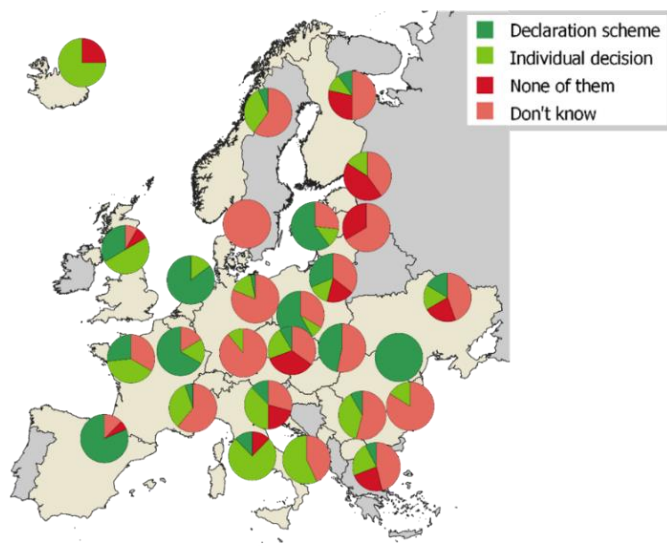 Declaration scheme
Individual decision
None of them
Don't know